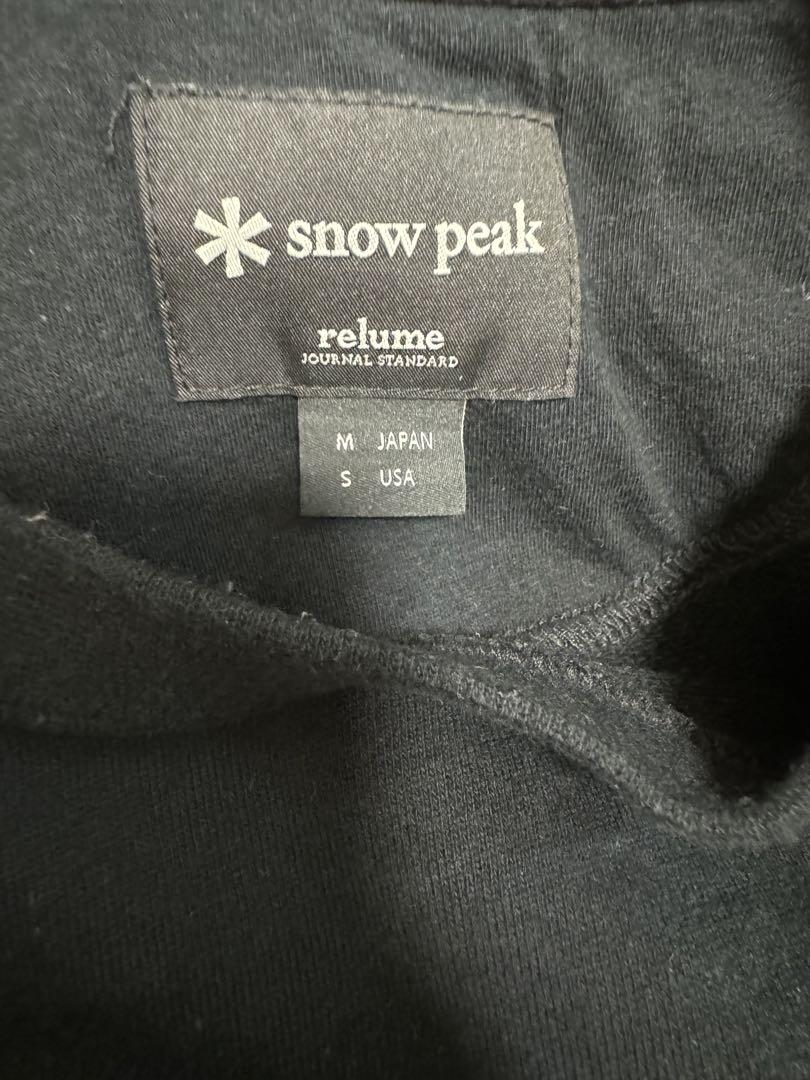 snow peak
relume
JOURNAL STANDARD
M JAPAN
S USA